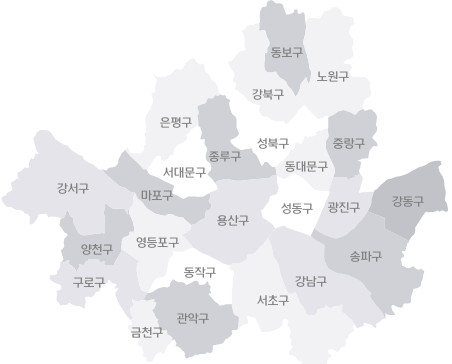 도보구
노원구
강북구
은평구
성북구
중랑구
종루구
동대문구
서대문구
강서구
마포구
용산구
성동구
광진구
강동구
양천구
영등포구
송파구
동작구
구로구
강남구
서초구
금천구
관악구